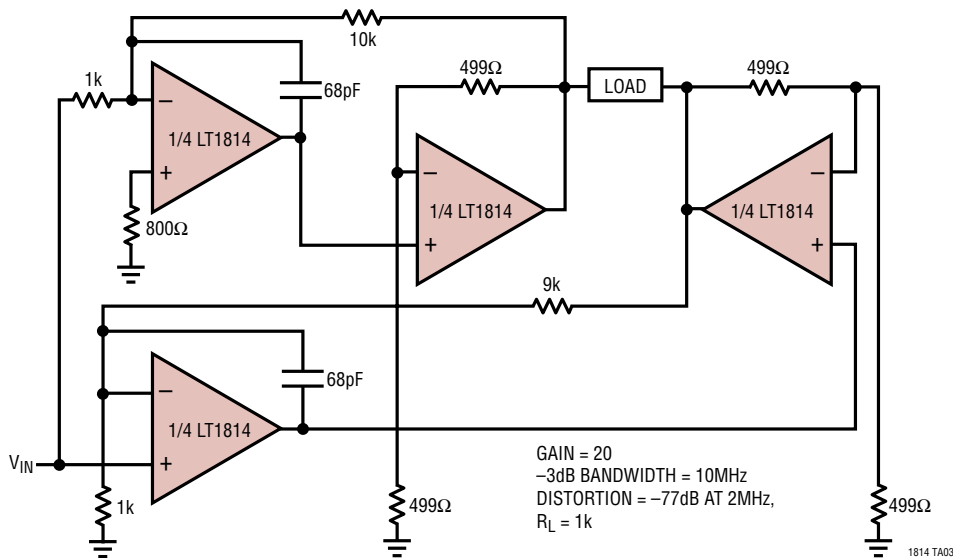 10k
1k
68pF
499Ω
LOAD
499Ω
−
1/4 LT1814
+
−
1/4 LT1814
+
−
1/4 LT1814
+
800Ω
9k
68pF
−
1/4 LT1814
+
VIN
1k
499Ω
499Ω
GAIN = 20
–3dB BANDWIDTH = 10MHz
DISTORTION = –77dB AT 2MHz,
RL = 1k
1814 TA03